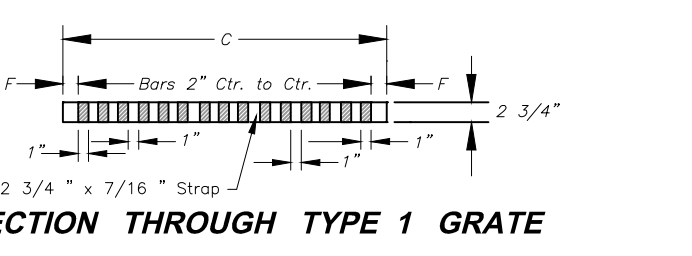 C
F Bars 2" Ctr. to Ctr. F
2 3/4"
1" 1" 1" 1"
2 3/4 " x 7/16 " Strap
ECTION THROUGH TYPE 1 GRATE